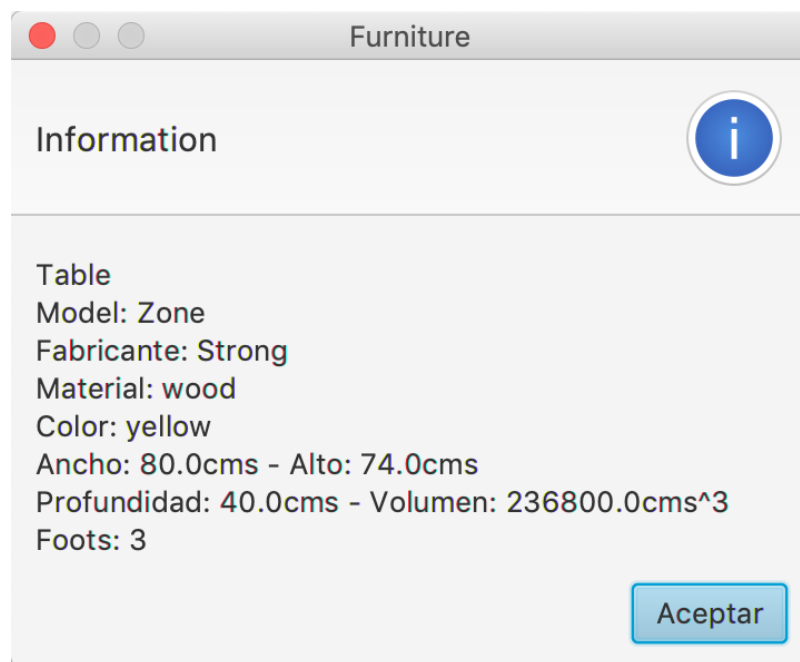 Furniture
Information
i
Table
Model: Zone
Fabricante: Strong
Material: wood
Color: yellow
Ancho: 80.0cms - Alto: 74.0cms
Profundidad: 40.0cms - Volumen: 236800.0cms^3
Foots: 3
Aceptar